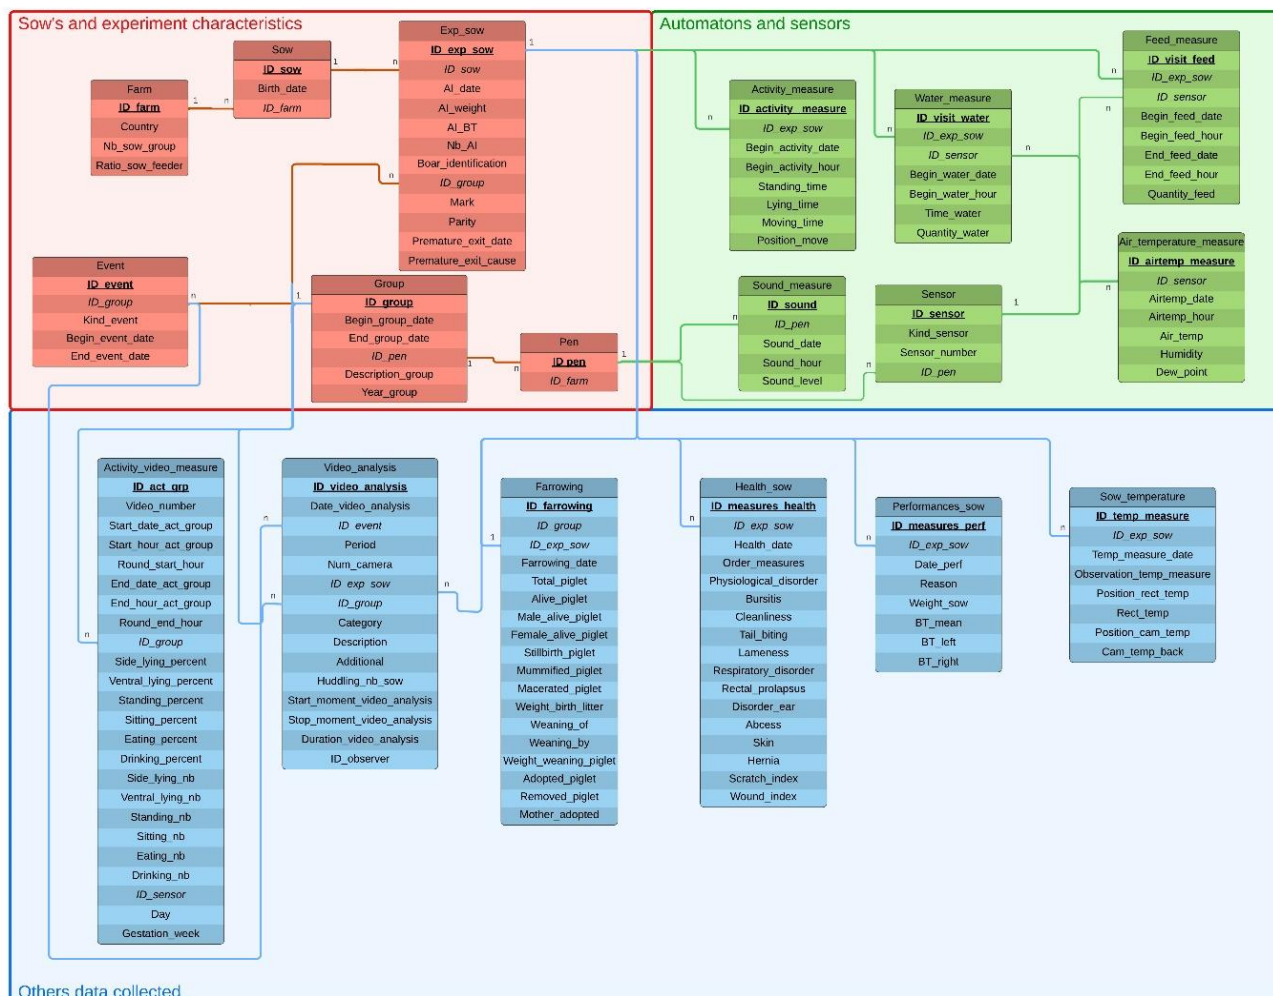 Sow's and experiment characteristics
Farm
ID_farm
Country
Nb_sow_group
Ratio_sow_feeder
1
n
Sow
ID_sow
Birth_date
ID_farm
1
n
Exp_sow
ID_exp_sow
ID_sow
AI_date
AI_weight
AI_BT
Nb_AI
Boar_identification
ID_group
Mark
Parity
Premature_exit_date
Premature_exit_cause
1
n
Event
ID_event
ID_group
Kind_event
Begin_event_date
End_event_date
n
1
Group
ID_group
Begin_group_date
End_group_date
ID_pen
Description_group
Year_group
1
n
Pen
ID_pen
ID_farm
1
Automatons and sensors
Activity_measure
ID_activity_measure
ID_exp_sow
Begin_activity_date
Begin_activity_hour
Standing_time
Lying_time
Moving_time
Position_move
n
Water_measure
ID_visit_water
ID_exp_sow
ID_sensor
Begin_water_date
Begin_water_hour
Time_water
Quantity_water
n
n
Feed_measure
ID_visit_feed
ID_exp_sow
ID_sensor
Begin_feed_date
Begin_feed_hour
End_feed_date
End_feed_hour
Quantity_feed
n
n
Sound_measure
ID_sound
ID_pen
Sound_date
Sound_hour
Sound_level
n
Sensor
ID_sensor
Kind_sensor
Sensor_number
ID_pen
1
n
Air_temperature_measure
ID_airtemp_measure
ID_sensor
Airtemp_date
Airtemp_hour
Air_temp
Humidity
Dew_point
n
Activity_video_measure
ID_act_grp
Video_number
Start_date_act_group
Start_hour_act_group
Round_start_hour
End_date_act_group
End_hour_act_group
Round_end_hour
ID_group
Side_lying_percent
Ventral_lying_percent
Standing_percent
Sitting_percent
Eating_percent
Drinking_percent
Side_lying_nb
Ventral_lying_nb
Standing_nb
Sitting_nb
Eating_nb
Drinking_nb
ID_sensor
Day
Gestation_week
n
Video_analysis
ID_video_analysis
Date_video_analysis
ID_event
Period
Num_camera
ID_exp_sow
ID_group
Category
Description
Additional
Huddling_nb_sow
Start_moment_video_analysis
Stop_moment_video_analysis
Duration_video_analysis
ID_observer
n
n
n
Farrowing
ID_farrowing
ID_group
ID_exp_sow
Farrowing_date
Total_piglet
Alive_piglet
Male_alive_piglet
Female_alive_piglet
Stillbirth_piglet
Mummified_piglet
Macerated_piglet
Weight_birth_litter
Weaning_of
Weaning_by
Weight_weaning_piglet
Adopted_piglet
Removed_piglet
Mother_adopted
1
Health_sow
ID_measures_health
ID_exp_sow
Health_date
Order_measures
Physiological_disorder
Bursitis
Cleanliness
Tail_biting
Lameness
Respiratory_disorder
Rectal_prolapsus
Disorder_ear
Abcess
Skin
Hernia
Scratch_index
Wound_index
n
Performances_sow
ID_measures_perf
ID_exp_sow
Date_perf
Reason
Weight_sow
BT_mean
BT_left
BT_right
n
Sow_temperature
ID_temp_measure
ID_exp_sow
Temp_measure_date
Observation_temp_measure
Position_rect_temp
Rect_temp
Position_cam_temp
Cam_temp_back
n
Others data collected